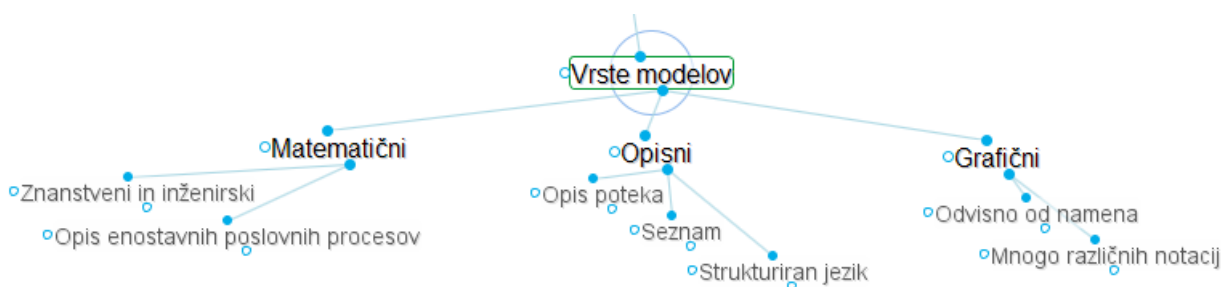 Vrste modelov
Matematični
Opisni
Grafični
Znanstveni in inženirski
Opis poteka
Odvisno od namena
Opis enostavnih poslovnih procesov
Seznam
Mnogo različnih notacij
Strukturiran jezik